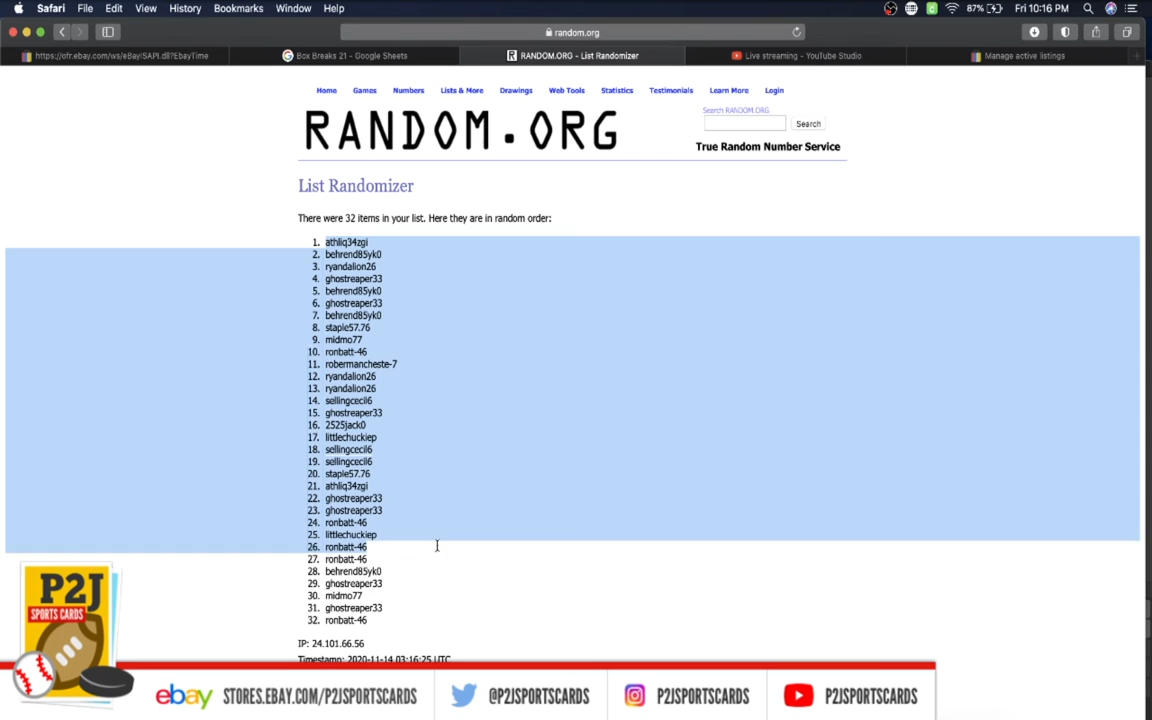 Safari File Edit View History Bookmarks Window Help 87% Fri 10:16 PM
random.org
https://ofr.ebay.com/ws/eBayISAPI.dll?EbayTime Box Breaks 21 - Google Sheets RANDOM.ORG - List Randomizer Live streaming - YouTube Studio Manage active listings
Home Games Numbers Lists & More Drawings Web Tools Statistics Testimonials Learn More Login
Search RANDOM.ORG
RANDOM.ORG
Search
True Random Number Service
List Randomizer
There were 32 items in your list. Here they are in random order:
1. athliq34zgi
2. behrend85yk0
3. ryandalion26
4. ghostreaper33
5. behrend85yk0
6. ghostreaper33
7. behrend85yk0
8. staple57.76
9. midmo77
10. ronbatt-46
11. robermancheste-7
12. ryandalion26
13. ryandalion26
14. sellingcecil6
15. ghostreaper33
16. 2525jack0
17. littlechuckiep
18. sellingcecil6
19. sellingcecil6
20. staple57.76
21. athliq34zgi
22. ghostreaper33
23. ghostreaper33
24. ronbatt-46
25. littlechuckiep
26. ronbatt-46
27. ronbatt-46
28. behrend85yk0
29. ghostreaper33
30. midmo77
31. ghostreaper33
32. ronbatt-46
IP: 24.101.66.56
Timestamp: 2020-11-14 03:16:25 UTC
P2J
SPORTS CARDS
ebay STORES.EBAY.COM/P2JSPORTSCARDS @P2JSPORTSCARDS P2JSPORTSCARDS P2JSPORTSCARDS